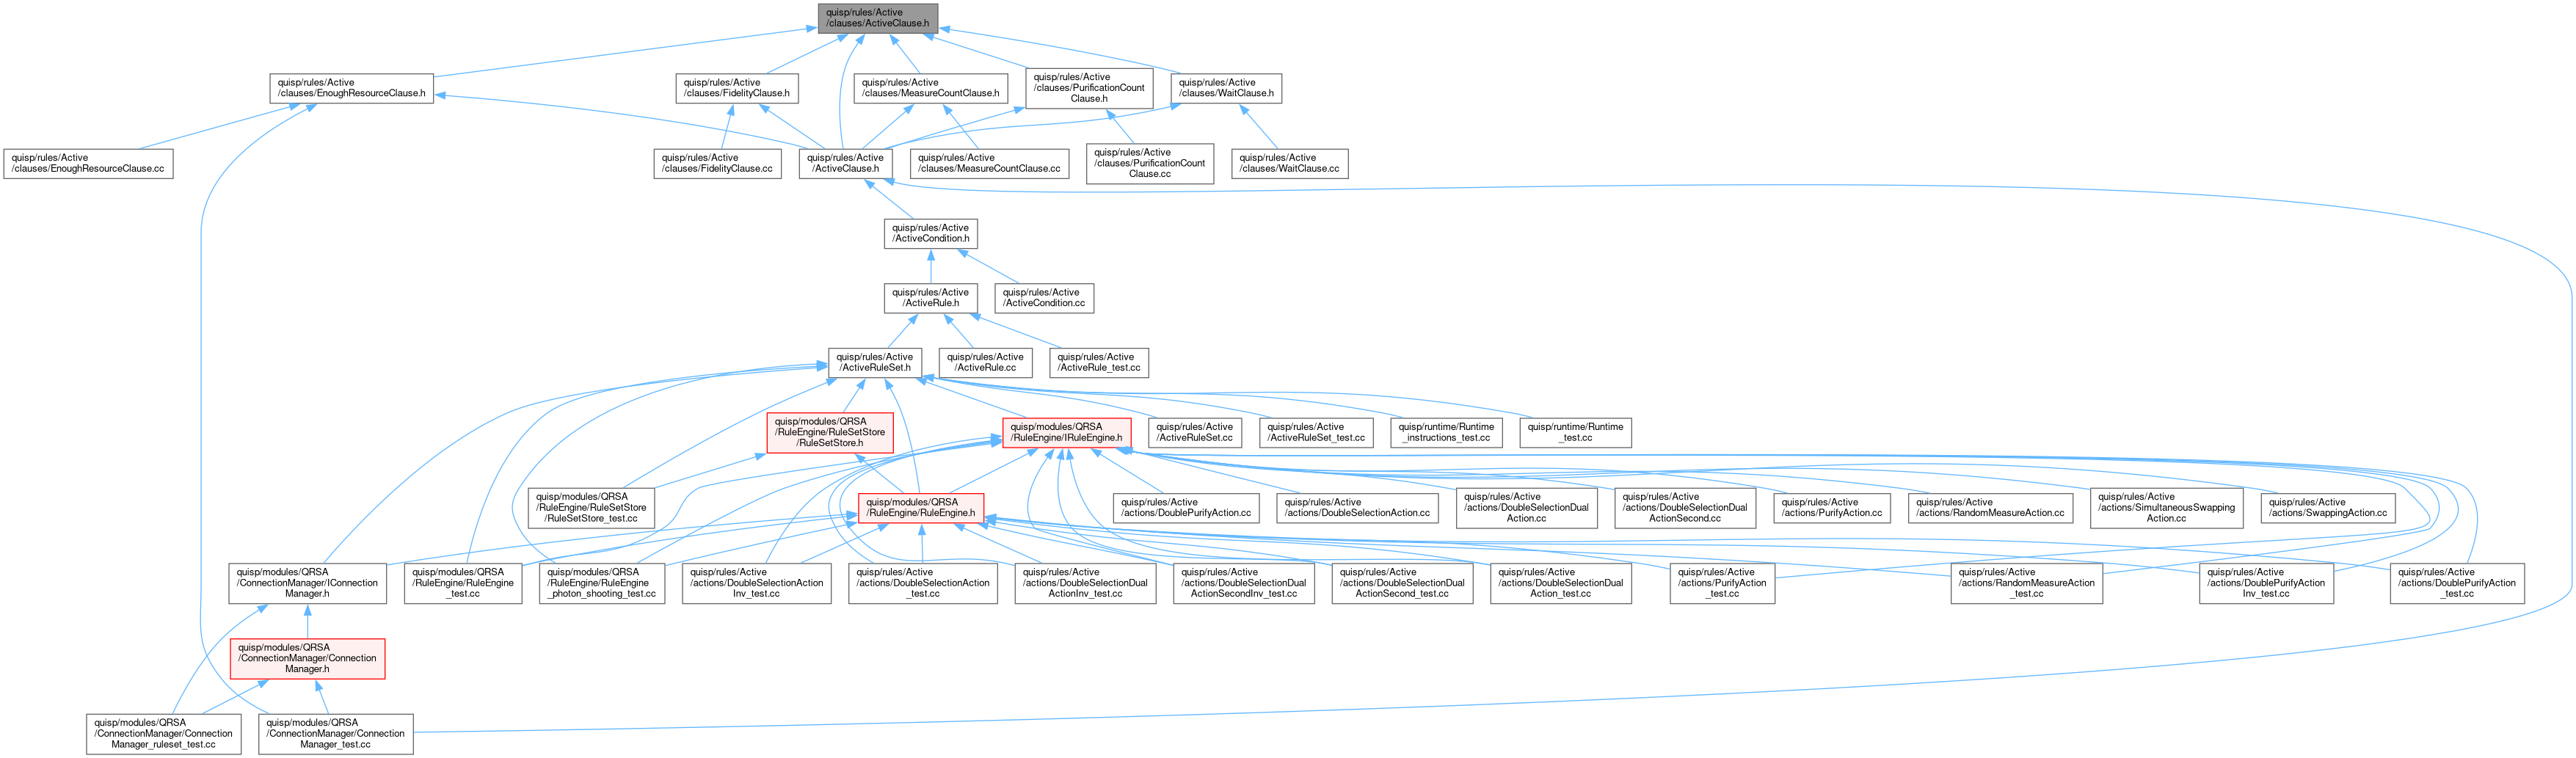 quisp/rules/Active
/clauses/ActiveClause.h
quisp/rules/Active
/clauses/EnoughResourceClause.h
quisp/rules/Active
/clauses/FidelityClause.h
quisp/rules/Active
/clauses/MeasureCountClause.h
quisp/rules/Active
/clauses/PurificationCount
Clause.h
quisp/rules/Active
/clauses/WaitClause.h
quisp/rules/Active
/clauses/EnoughResourceClause.cc
quisp/rules/Active
/clauses/FidelityClause.cc
quisp/rules/Active
/ActiveClause.h
quisp/rules/Active
/clauses/MeasureCountClause.cc
quisp/rules/Active
/clauses/PurificationCount
Clause.cc
quisp/rules/Active
/clauses/WaitClause.cc
quisp/rules/Active
/ActiveCondition.h
quisp/rules/Active
/ActiveRule.h
quisp/rules/Active
/ActiveCondition.cc
quisp/rules/Active
/ActiveRuleSet.h
quisp/rules/Active
/ActiveRule.cc
quisp/rules/Active
/ActiveRule_test.cc
quisp/modules/QRSA
/RuleEngine/RuleSetStore
/RuleSetStore.h
quisp/modules/QRSA
/RuleEngine/IRuleEngine.h
quisp/rules/Active
/ActiveRuleSet.cc
quisp/rules/Active
/ActiveRuleSet_test.cc
quisp/runtime/Runtime
_instructions_test.cc
quisp/runtime/Runtime
_test.cc
quisp/modules/QRSA
/RuleEngine/RuleSetStore
/RuleSetStore_test.cc
quisp/modules/QRSA
/RuleEngine/RuleEngine.h
quisp/rules/Active
/actions/DoublePurifyAction.cc
quisp/rules/Active
/actions/DoubleSelectionAction.cc
quisp/rules/Active
/actions/DoubleSelectionDual
Action.cc
quisp/rules/Active
/actions/DoubleSelectionDual
ActionSecond.cc
quisp/rules/Active
/actions/PurifyAction.cc
quisp/rules/Active
/actions/RandomMeasureAction.cc
quisp/rules/Active
/actions/SimultaneousSwapping
Action.cc
quisp/rules/Active
/actions/SwappingAction.cc
quisp/modules/QRSA
/ConnectionManager/IConnection
Manager.h
quisp/modules/QRSA
/RuleEngine/RuleEngine
_test.cc
quisp/modules/QRSA
/RuleEngine/RuleEngine
_photon_shooting_test.cc
quisp/rules/Active
/actions/DoubleSelectionAction
Inv_test.cc
quisp/rules/Active
/actions/DoubleSelectionAction
_test.cc
quisp/rules/Active
/actions/DoubleSelectionDual
ActionInv_test.cc
quisp/rules/Active
/actions/DoubleSelectionDual
ActionSecondInv_test.cc
quisp/rules/Active
/actions/DoubleSelectionDual
ActionSecond_test.cc
quisp/rules/Active
/actions/DoubleSelectionDual
Action_test.cc
quisp/rules/Active
/actions/PurifyAction
_test.cc
quisp/rules/Active
/actions/RandomMeasureAction
_test.cc
quisp/rules/Active
/actions/DoublePurifyAction
Inv_test.cc
quisp/rules/Active
/actions/DoublePurifyAction
_test.cc
quisp/modules/QRSA
/ConnectionManager/Connection
Manager.h
quisp/modules/QRSA
/ConnectionManager/Connection
Manager_ruleset_test.cc
quisp/modules/QRSA
/ConnectionManager/Connection
Manager_test.cc